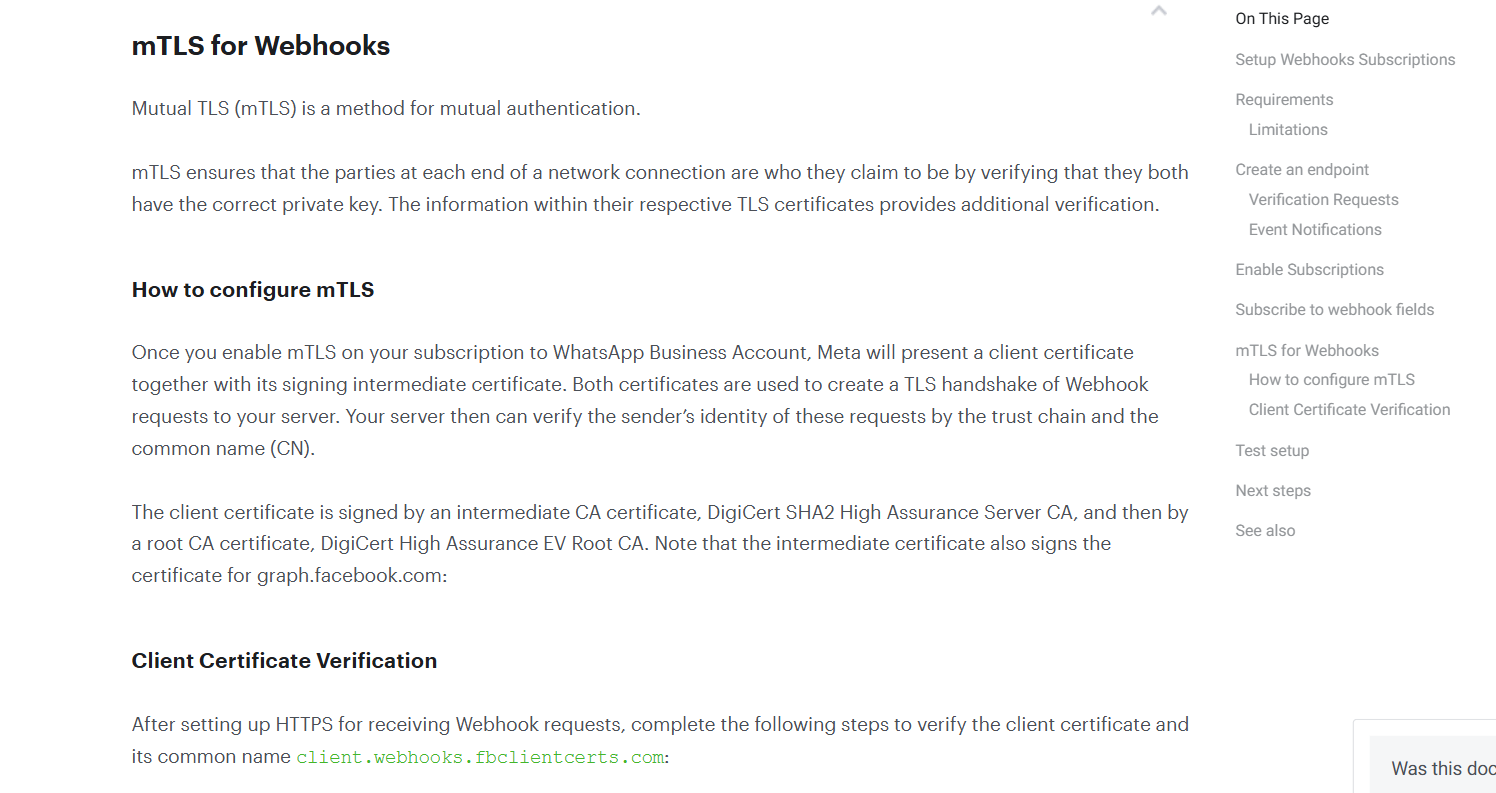 mTLS for Webhooks
Mutual TLS (mTLS) is a method for mutual authentication.
mTLS ensures that the parties at each end of a network connection are who they claim to be by verifying that they both
have the correct private key. The information within their respective TLS certificates provides additional verification.
How to configure mTLS
Once you enable mTLS on your subscription to WhatsApp Business Account, Meta will present a client certificate
together with its signing intermediate certificate. Both certificates are used to create a TLS handshake of Webhook
requests to your server. Your server then can verify the sender’s identity of these requests by the trust chain and the
common name (CN).
The client certificate is signed by an intermediate CA certificate, DigiCert SHA2 High Assurance Server CA, and then by
a root CA certificate, DigiCert High Assurance EV Root CA. Note that the intermediate certificate also signs the
certificate for graph.facebook.com:
Client Certificate Verification
After setting up HTTPS for receiving Webhook requests, complete the following steps to verify the client certificate and
its common name client.webhooks.fbclientcerts.com:
On This Page
Setup Webhooks Subscriptions
Requirements
Limitations
Create an endpoint
Verification Requests
Event Notifications
Enable Subscriptions
Subscribe to webhook fields
mTLS for Webhooks
How to configure mTLS
Client Certificate Verification
Test setup
Next steps
See also
Was this doc